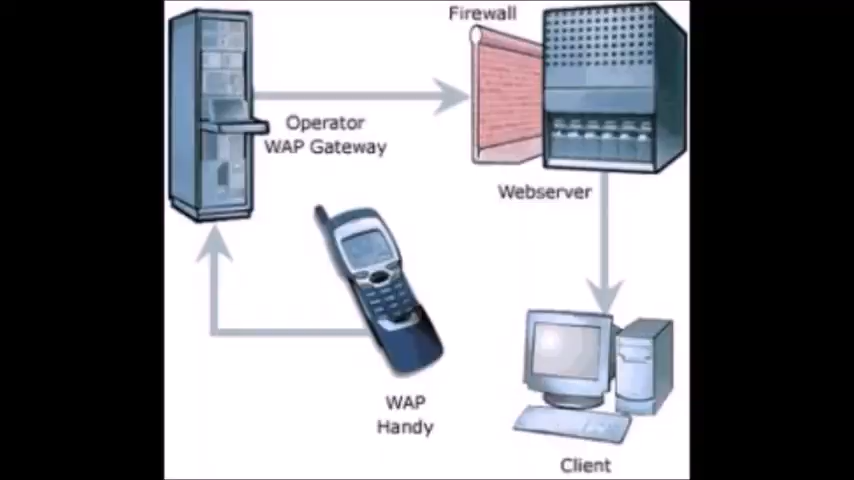 Firewall
Operator
WAP Gateway
Webserver
WAP
Handy
Client